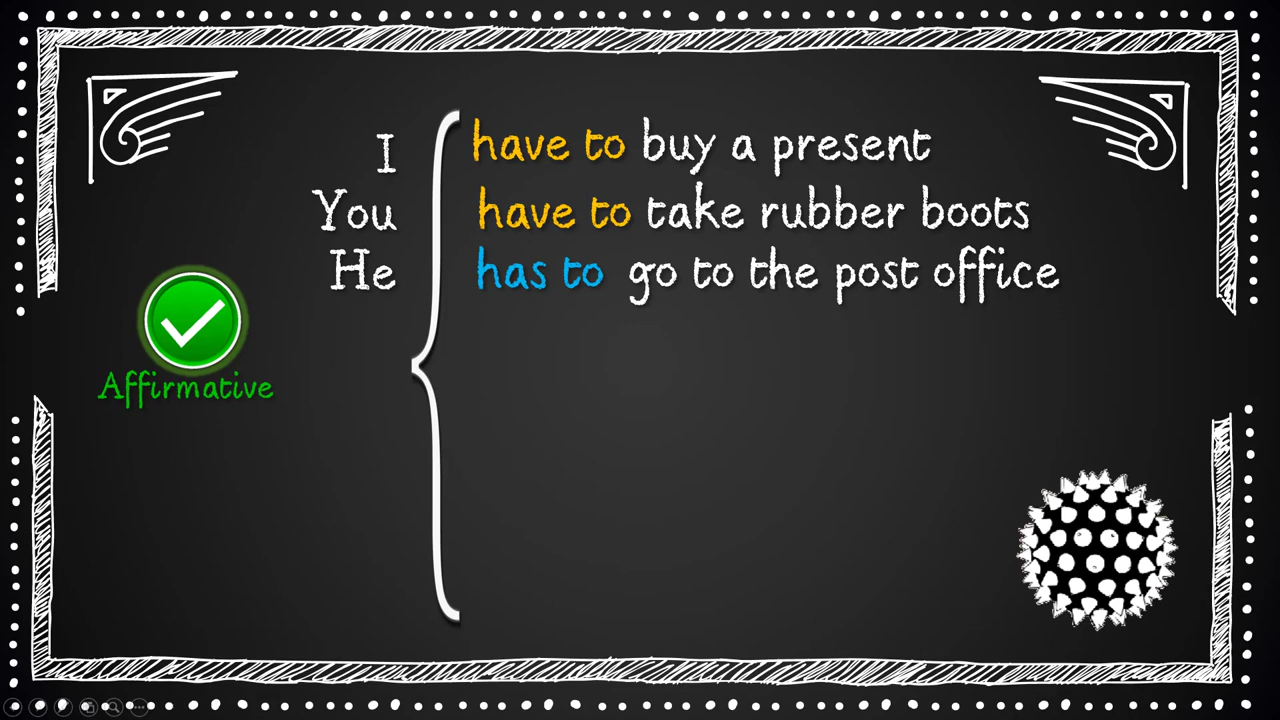 I have to buy a present
You have to take rubber boots
He has to go to the post office
Affirmative